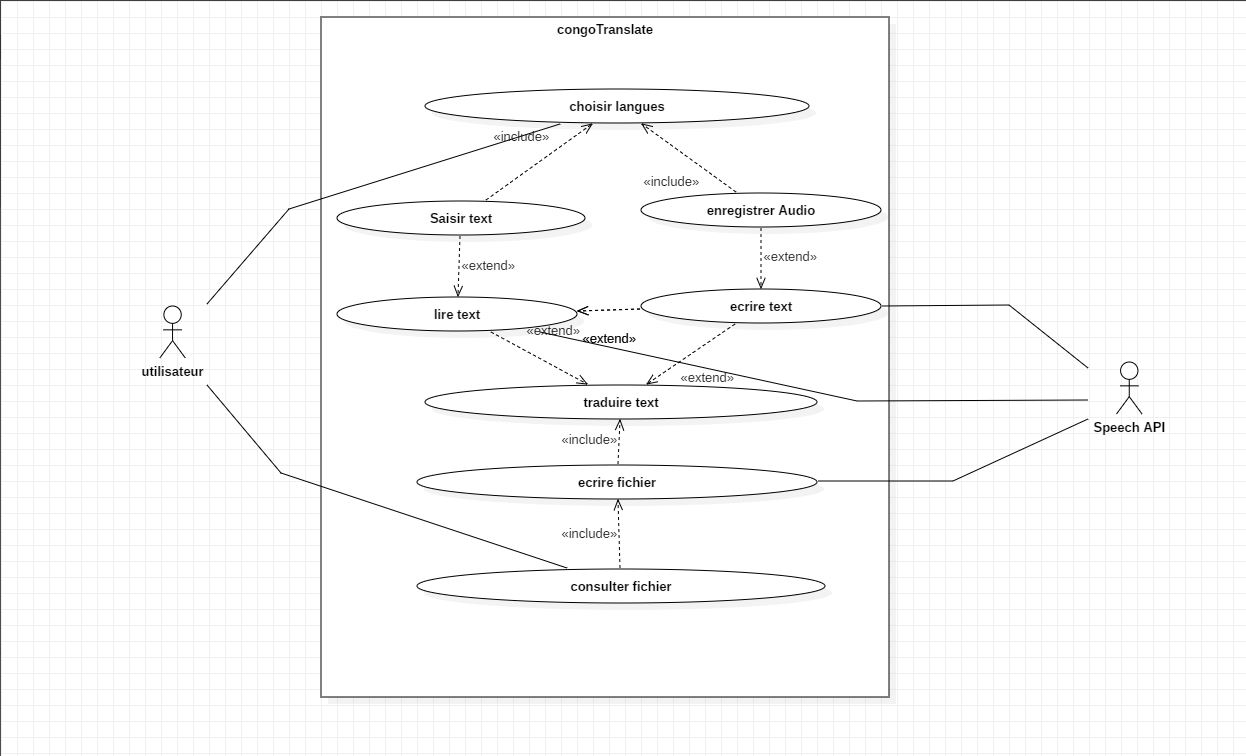 congoTranslate
choisir langues
«include»
«include»
Saisir text
enregistrer Audio
«extend»
«extend»
lire text
ecrire text
«extend»
«extend»
utilisateur
«extend»
traduire text
Speech API
«include»
ecrire fichier
«include»
consulter fichier